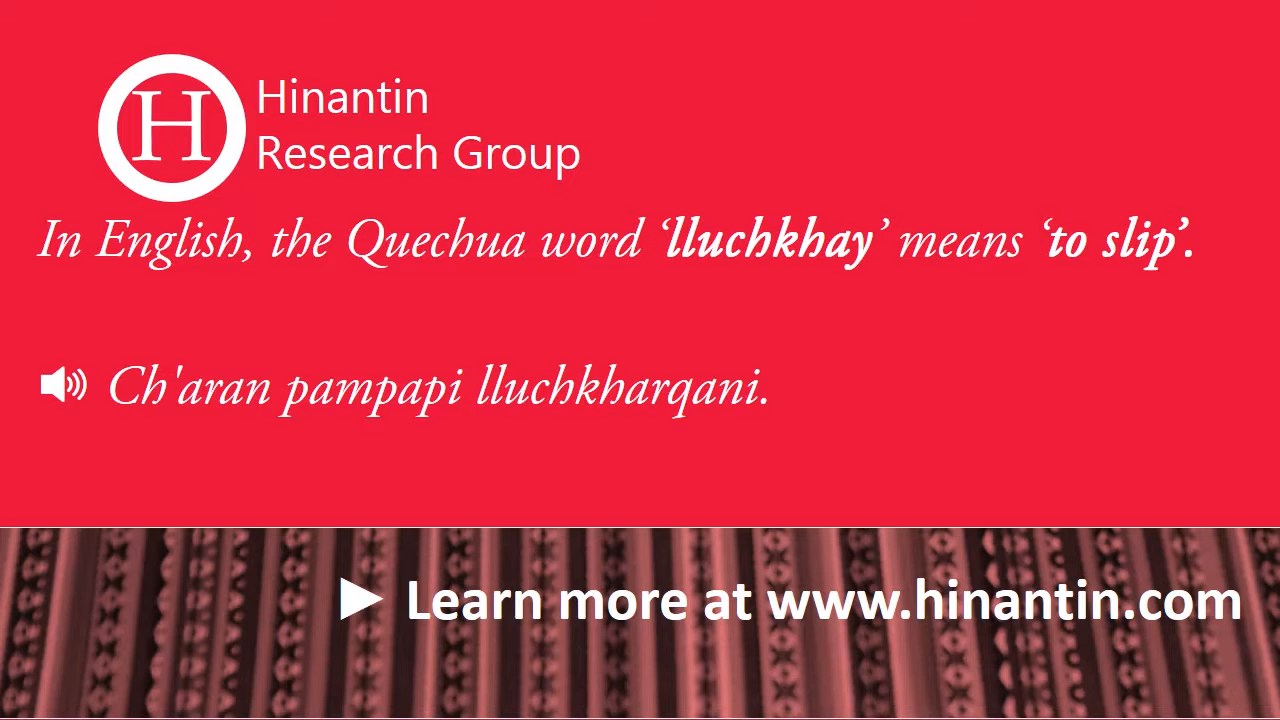 H
Hinantin
Research Group
In English, the Quechua word ‘lluchkhay’ means ‘to slip’.
Ch'aran pampapi lluchkharqani.
Learn more at www.hinantin.com